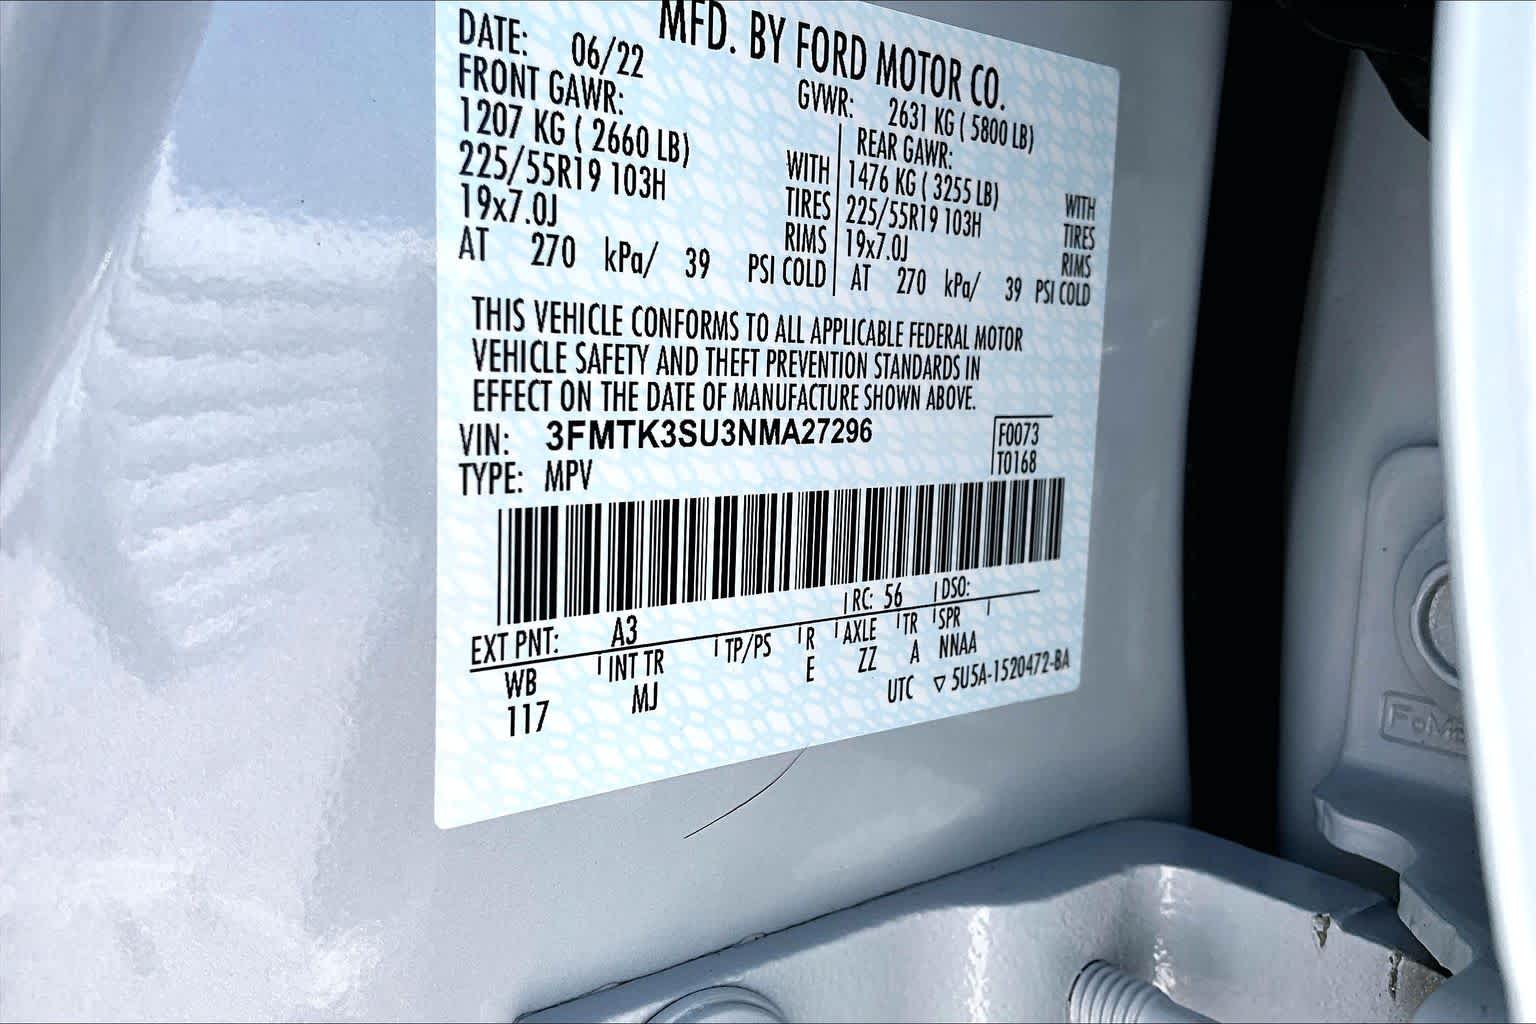 MFD. BY FORD MOTOR CO.
DATE: 06/22
GVWR: 2631 KG ( 5800 LB)
FRONT GAWR:
REAR GAWR:
1207 KG ( 2660 LB) WITH
1476 KG ( 3255 LB) WITH
225/55R19 103H TIRES
225/55R19 103H TIRES
19x7.0J RIMS
19x7.0J RIMS
AT 270 kPa/ 39 PSI COLD
AT 270 kPa/ 39 PSI COLD
THIS VEHICLE CONFORMS TO ALL APPLICABLE FEDERAL MOTOR
VEHICLE SAFETY AND THEFT PREVENTION STANDARDS IN
EFFECT ON THE DATE OF MANUFACTURE SHOWN ABOVE.
VIN: 3FMTK3SU3NMA27296
F0073
TYPE: MPV
T0168
EXT PNT: A3 RC: 56 DSO:
WB INT TR TP/PS R AXLE TR SPR
117 MJ E ZZ A NNAA
UTC ▽ 5U5A-1520472-BA